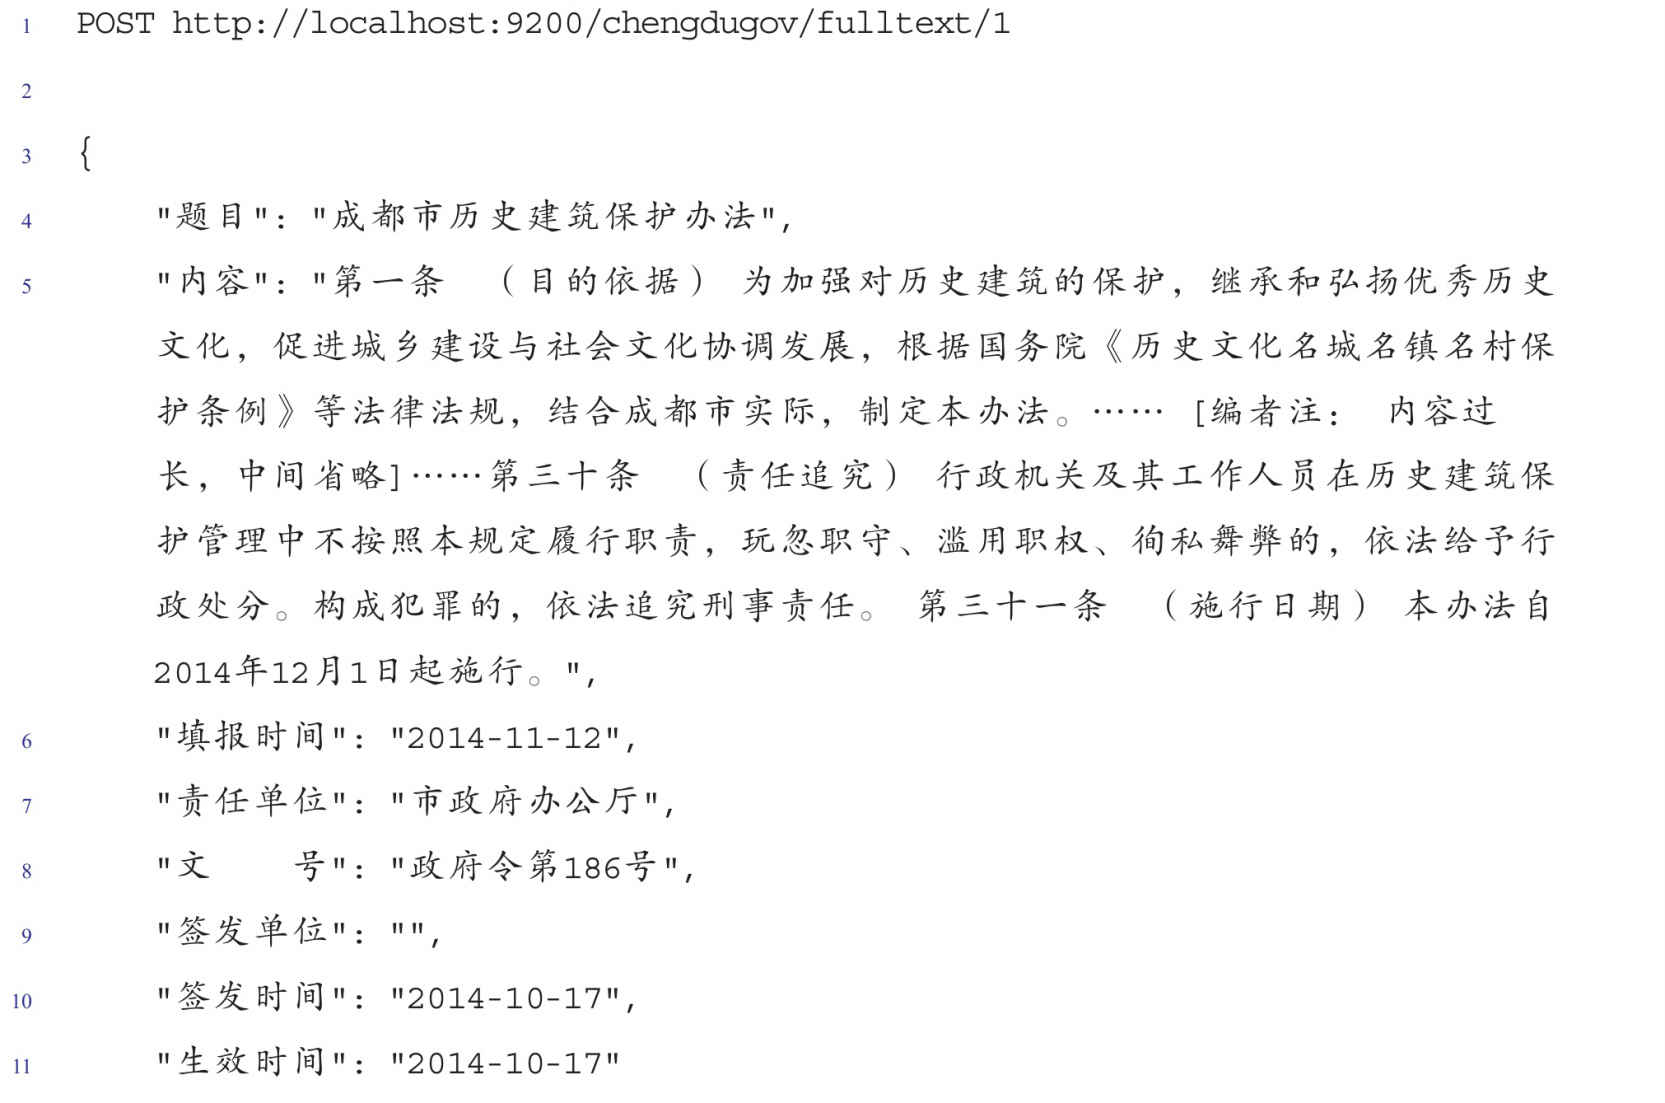 1 POST http://localhost:9200/chengdugov/fulltext/1
2
3 {
4 "题目": "成都市历史建筑保护办法",
5 "内容": "第一条 （目的依据） 为加强对历史建筑的保护，继承和弘扬优秀历史
文化，促进城乡建设与社会文化协调发展，根据国务院《历史文化名城名镇名村保
护条例》等法律法规，结合成都市实际，制定本办法。…… [编者注： 内容过
长，中间省略]……第三十条 （责任追究） 行政机关及其工作人员在历史建筑保
护管理中不按照本规定履行职责，玩忽职守、滥用职权、徇私舞弊的，依法给予行
政处分。构成犯罪的，依法追究刑事责任。 第三十一条 （施行日期） 本办法自
2014年12月1日起施行。",
6 "填报时间": "2014-11-12",
7 "责任单位": "市政府办公厅",
8 "文 号": "政府令第186号",
9 "签发单位": "",
10 "签发时间": "2014-10-17",
11 "生效时间": "2014-10-17"